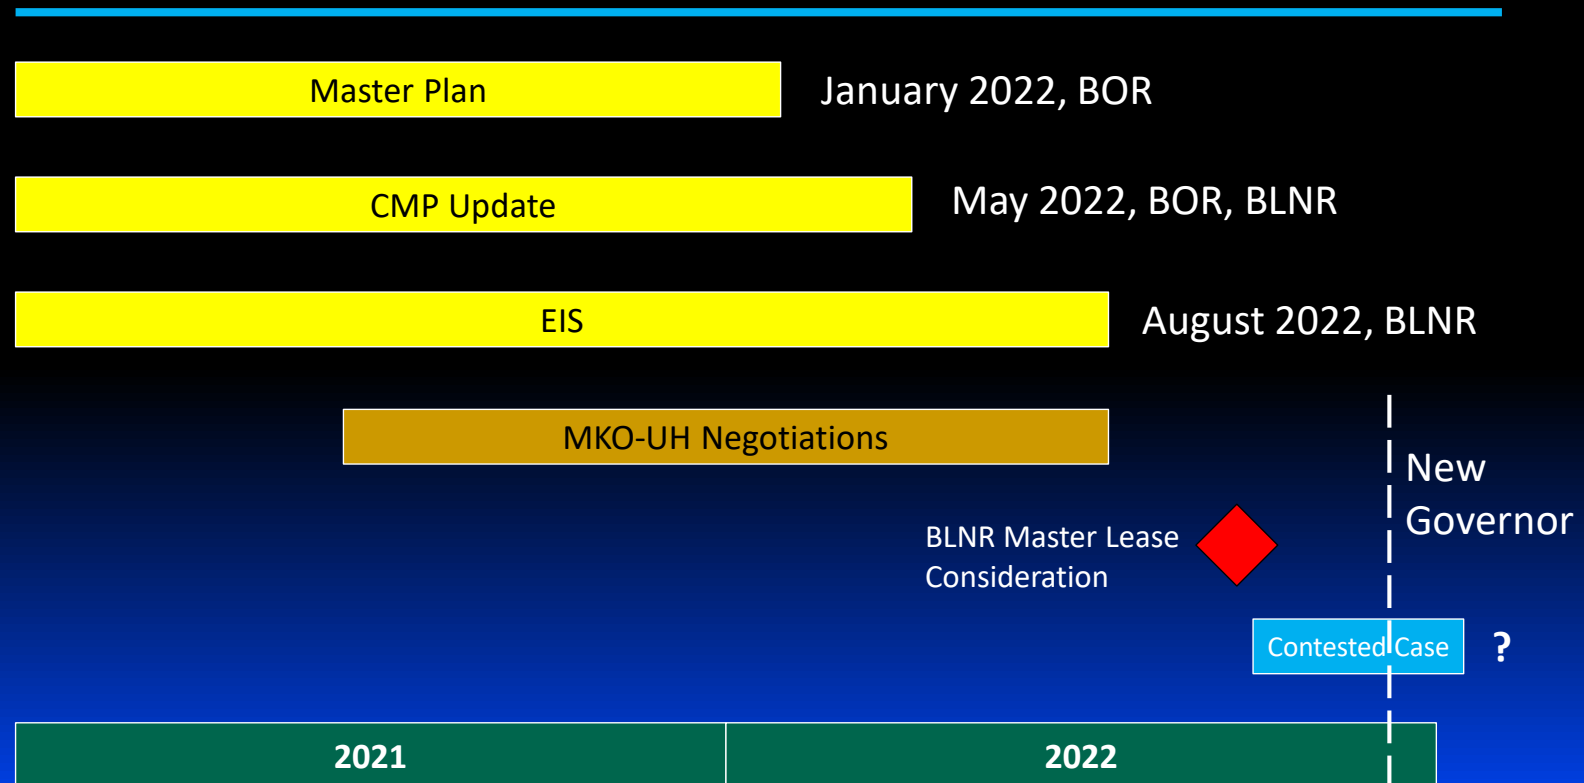 Master Plan
January 2022, BOR
CMP Update
May 2022, BOR, BLNR
EIS
August 2022, BLNR
MKO-UH Negotiations
New
Governor
BLNR Master Lease
Consideration
Contested Case
?
2021
2022